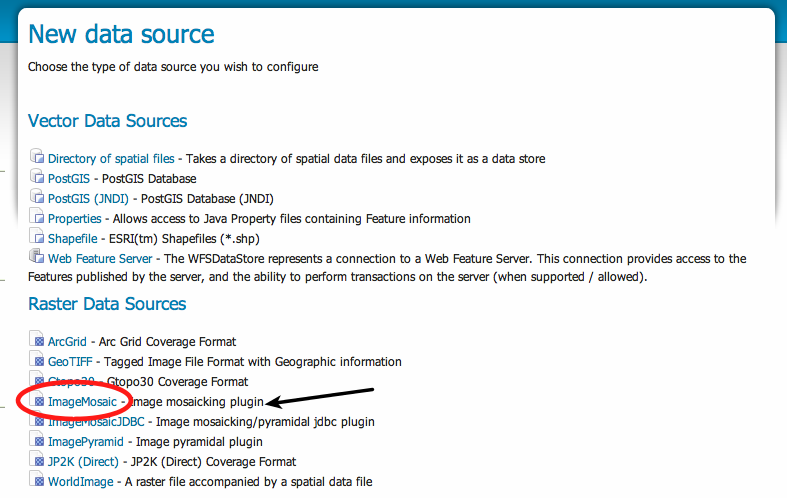 New data source
Choose the type of data source you wish to configure
Vector Data Sources
Directory of spatial files - Takes a directory of spatial data files and exposes it as a data store
PostGIS - PostGIS Database
PostGIS (JNDI) - PostGIS Database (JNDI)
Properties - Allows access to Java Property files containing Feature information
Shapefile - ESRI(tm) Shapefiles (*.shp)
Web Feature Server - The WFSDataStore represents a connection to a Web Feature Server. This connection provides access to the
Features published by the server, and the ability to perform transactions on the server (when supported / allowed).
Raster Data Sources
ArcGrid - Arc Grid Coverage Format
GeoTIFF - Tagged Image File Format with Geographic information
Gtopo30 - Gtopo30 Coverage Format
ImageMosaic - Image mosaicking plugin
ImageMosaicJDBC - Image mosaicking/pyramidal jdbc plugin
ImagePyramid - Image pyramidal plugin
JP2K (Direct) - JP2K (Direct) Coverage Format
WorldImage - A raster file accompanied by a spatial data file